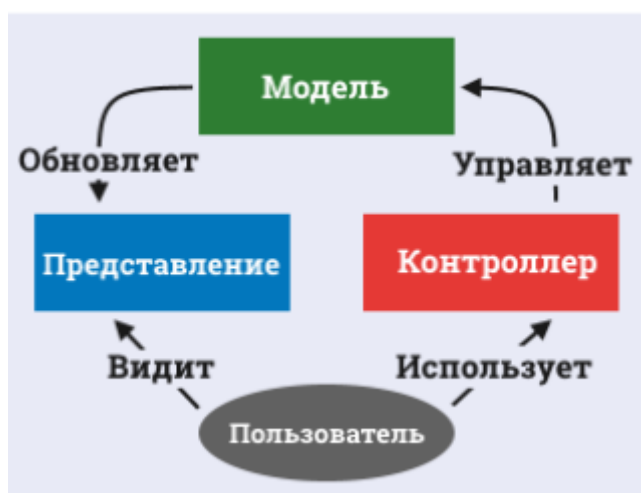 Модель
Обновляет
Управляет
Представление
Контроллер
Видит
Использует
Пользователь